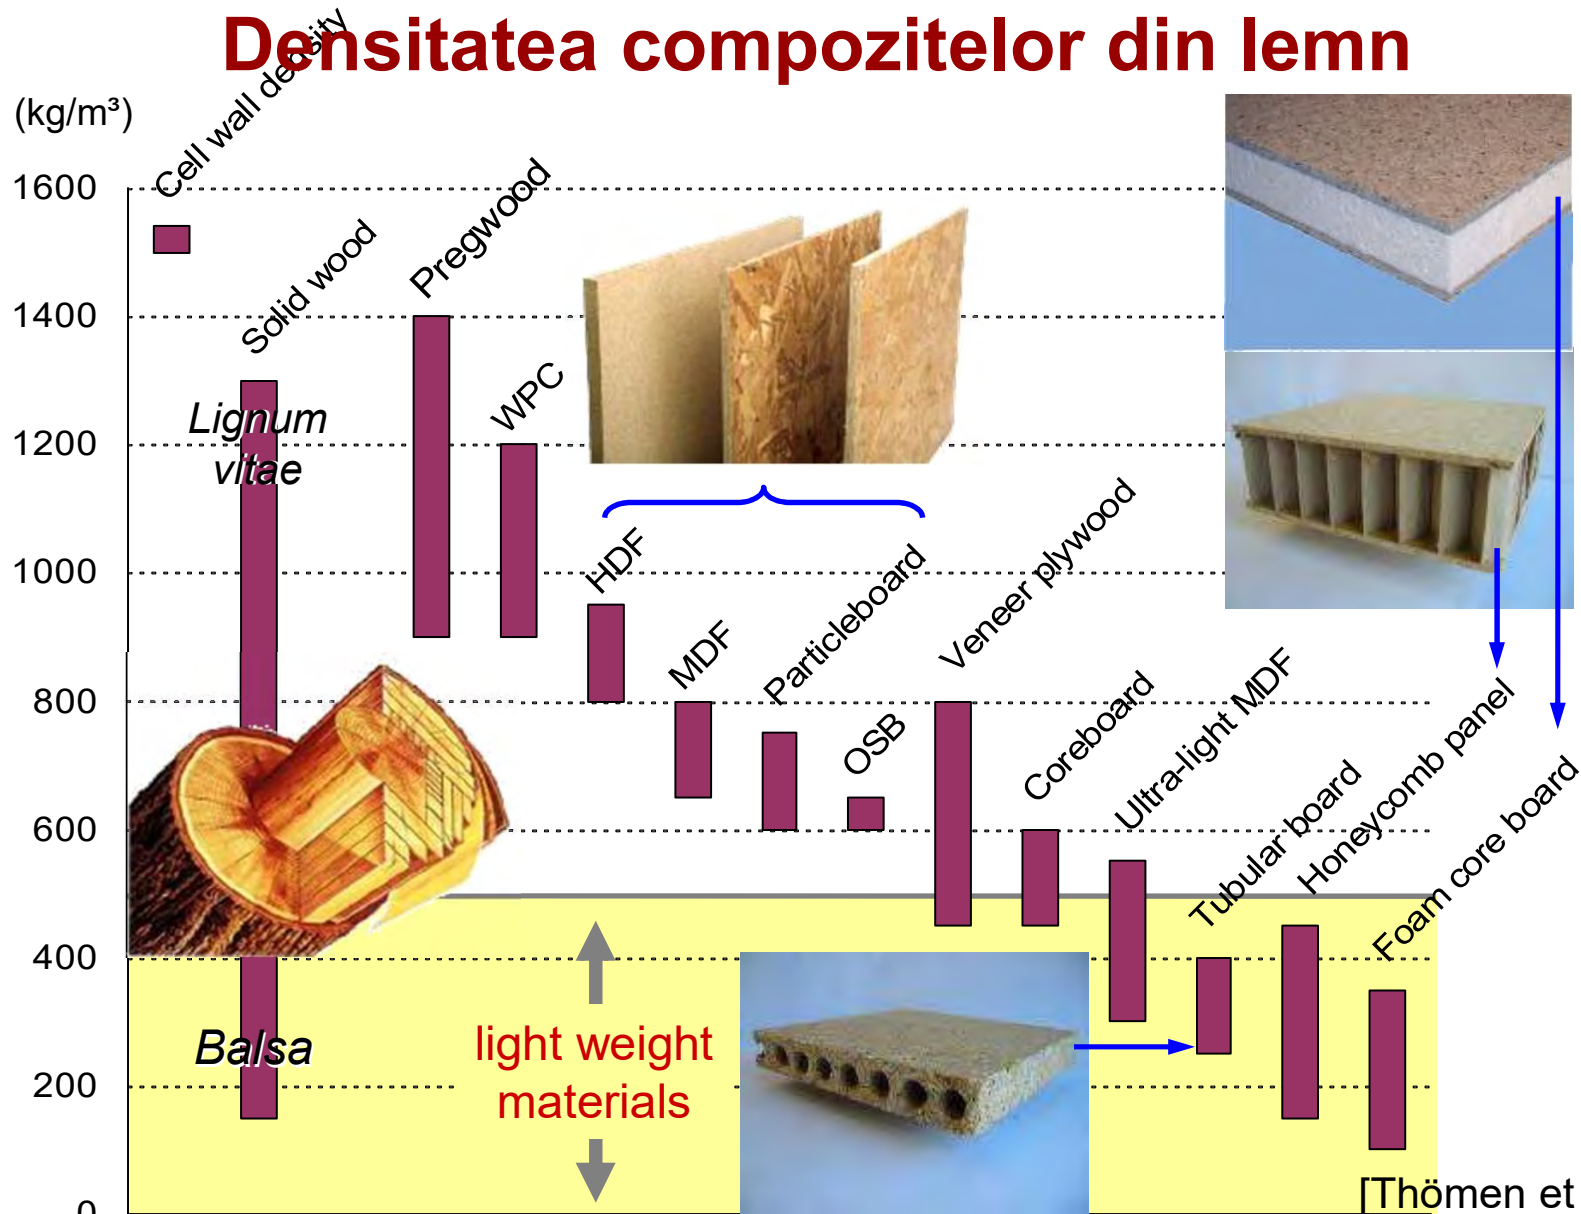 Densitatea compozitelor din lemn
(kg/m³)
1600
1400
1200
1000
800
600
400
200
0
Cell wall density
Solid wood
Pregwood
WPC
HDF
MDF
Particleboard
OSB
Veneer plywood
Coreboard
Ultra-light MDF
Tubular board
Honeycomb panel
Foam core board
Lignum
vitae
Balsa
light weight
materials
[Thömen et